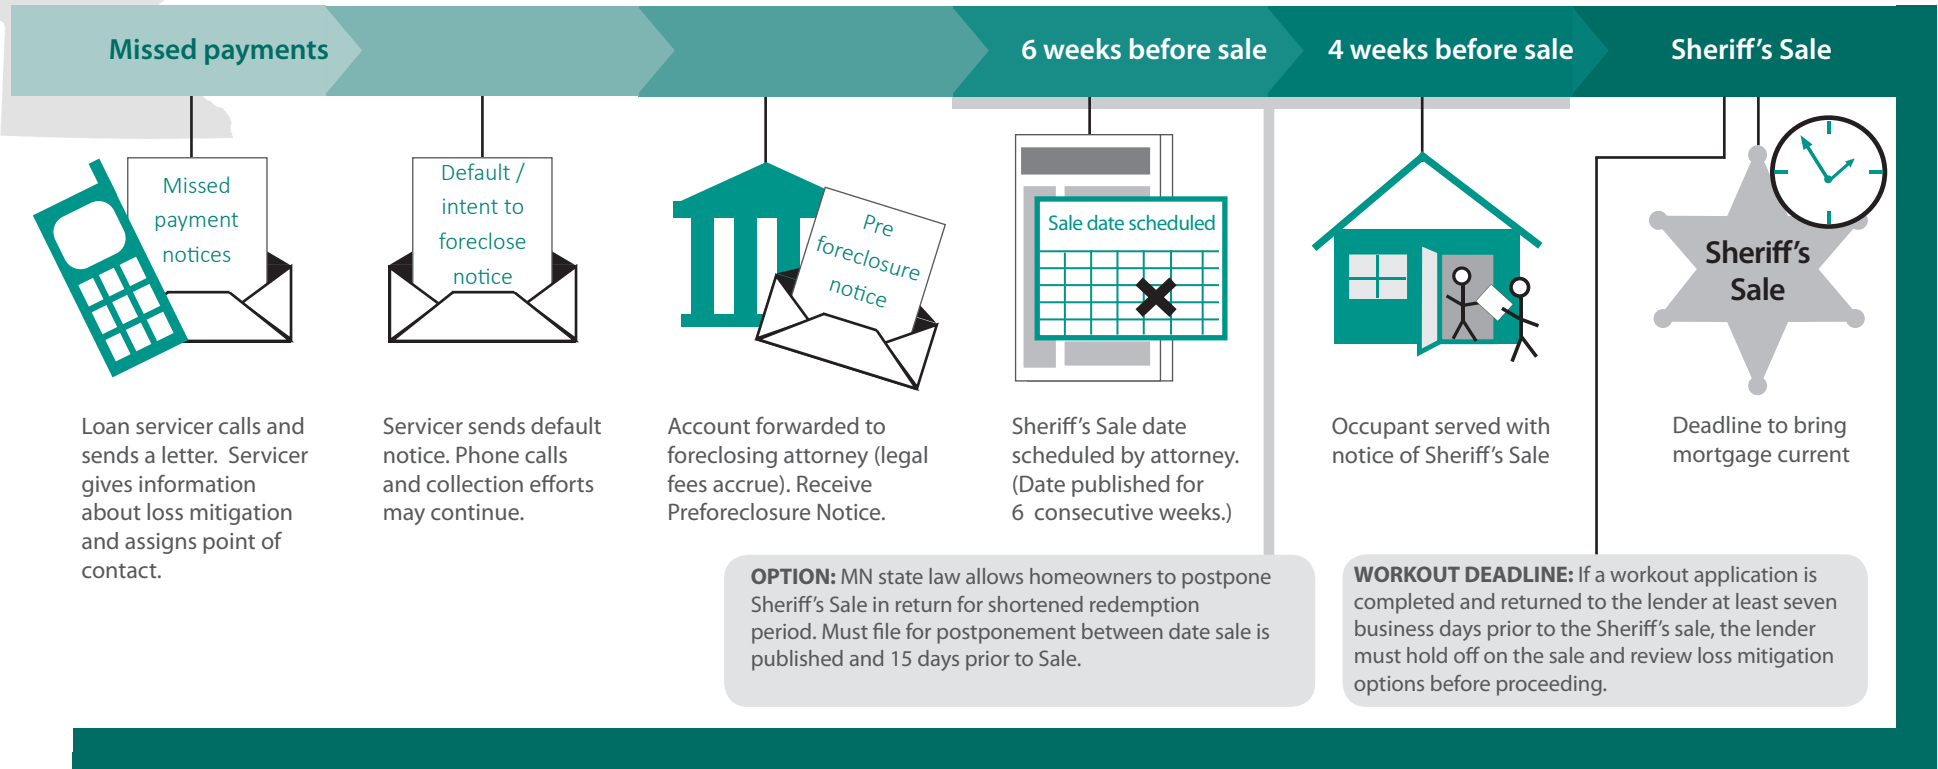 Missed payments
6 weeks before sale
4 weeks before sale
Sheriff's Sale
Missed
payment
notices
Default /
intent to
foreclose
notice
Pre
foreclosure
notice
Sale date scheduled
Sheriff's
Sale
Loan servicer calls and
sends a letter.  Servicer
gives information
about loss mitigation
and assigns point of
contact.
Servicer sends default
notice. Phone calls
and collection efforts
may continue.
Account forwarded to
foreclosing attorney (legal
fees accrue). Receive
Preforeclosure Notice.
Sheriff's Sale date
scheduled by attorney.
(Date published for
6  consecutive weeks.)
Occupant served with
notice of Sheriff's Sale
Deadline to bring
mortgage current
OPTION: MN state law allows homeowners to postpone
Sheriff's Sale in return for shortened redemption
period. Must file for postponement between date sale is
published and 15 days prior to Sale.
WORKOUT DEADLINE: If a workout application is
completed and returned to the lender at least seven
business days prior to the Sheriff's sale, the lender
must hold off on the sale and review loss mitigation
options before proceeding.